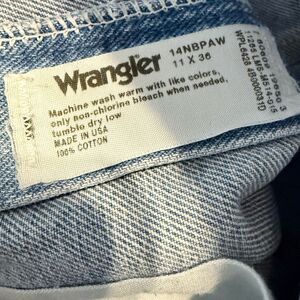 Wrangler
14NBPAW
11 X 36
Machine wash warm with like colors,
only non-chlorine bleach when needed,
tumble dry low
MADE IN USA
100% COTTON